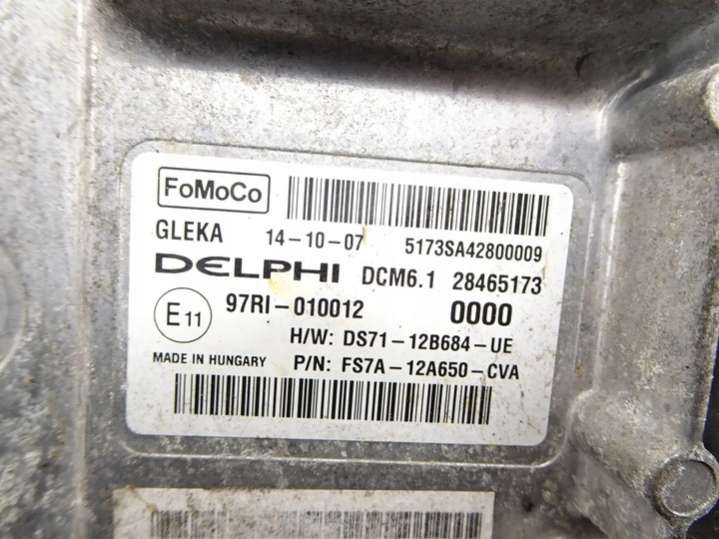 FoMoCo
GLEKA 14-10-07 5173SA42800009
DELPHI DCM6.1 28465173
E11 97RI-010012 0000
H/W: DS71-12B684-UE
MADE IN HUNGARY P/N: FS7A-12A650-CVA